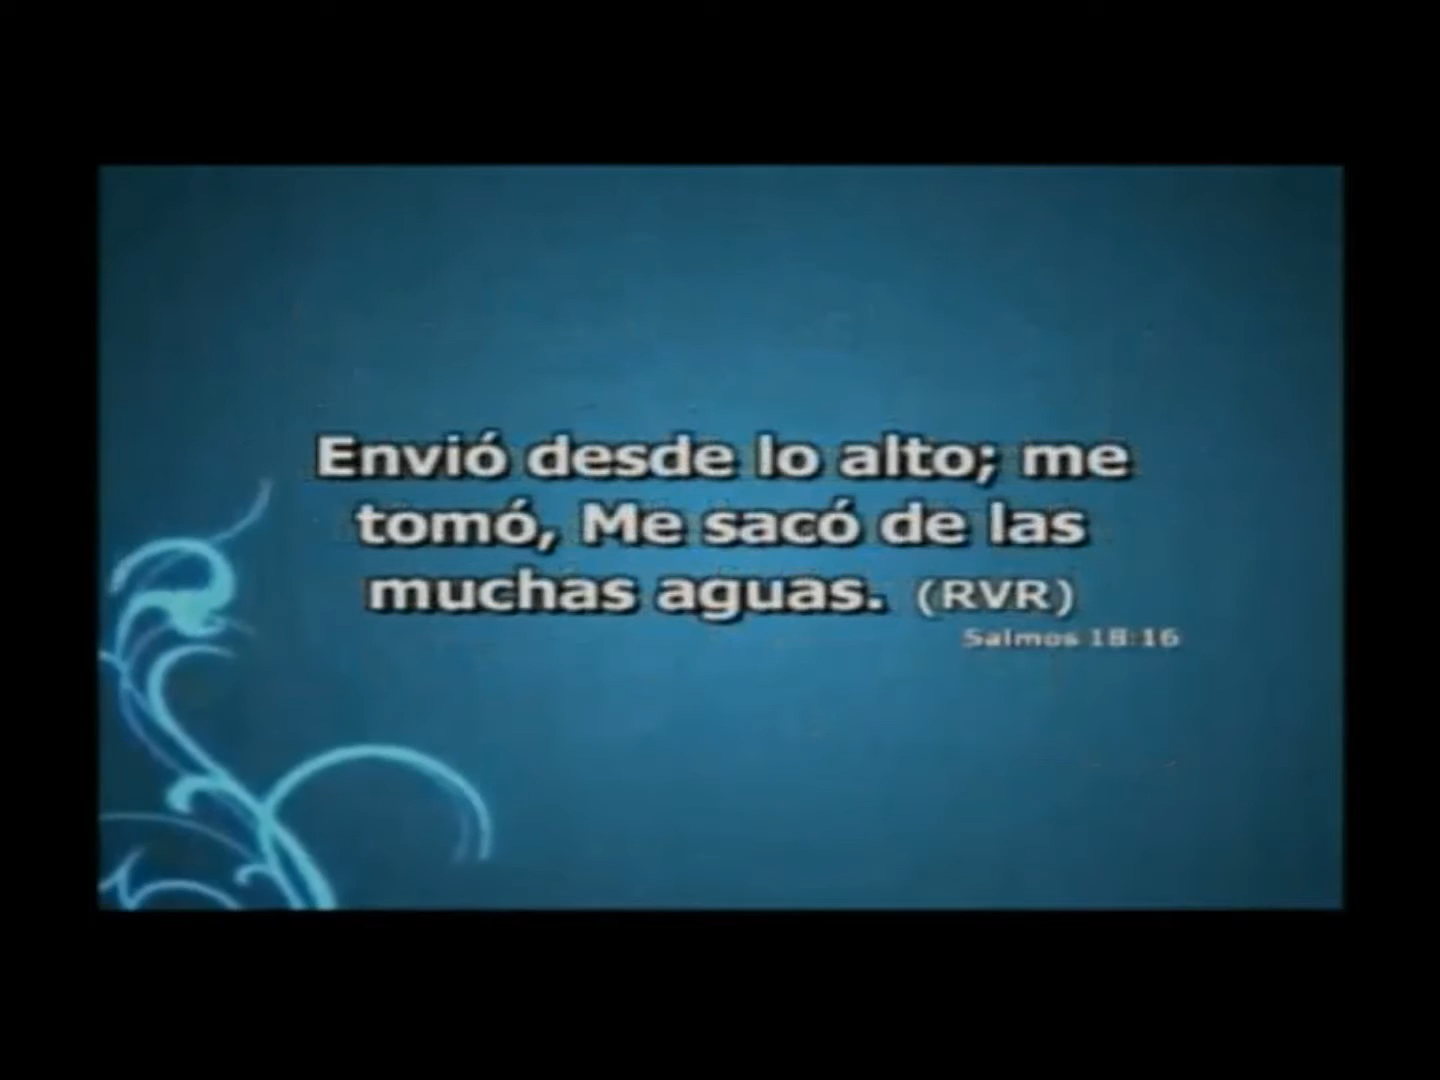 Envió desde lo alto; me
tomó, Me sacó de las
muchas aguas. (RVR)
Salmos 18:16